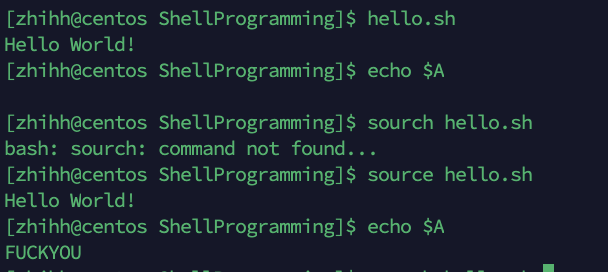 [zhihh@centos ShellProgramming]$ hello.sh
Hello World!
[zhihh@centos ShellProgramming]$ echo $A
[zhihh@centos ShellProgramming]$ sourch hello.sh
bash: sourch: command not found...
[zhihh@centos ShellProgramming]$ source hello.sh
Hello World!
[zhihh@centos ShellProgramming]$ echo $A
FUCKYOU